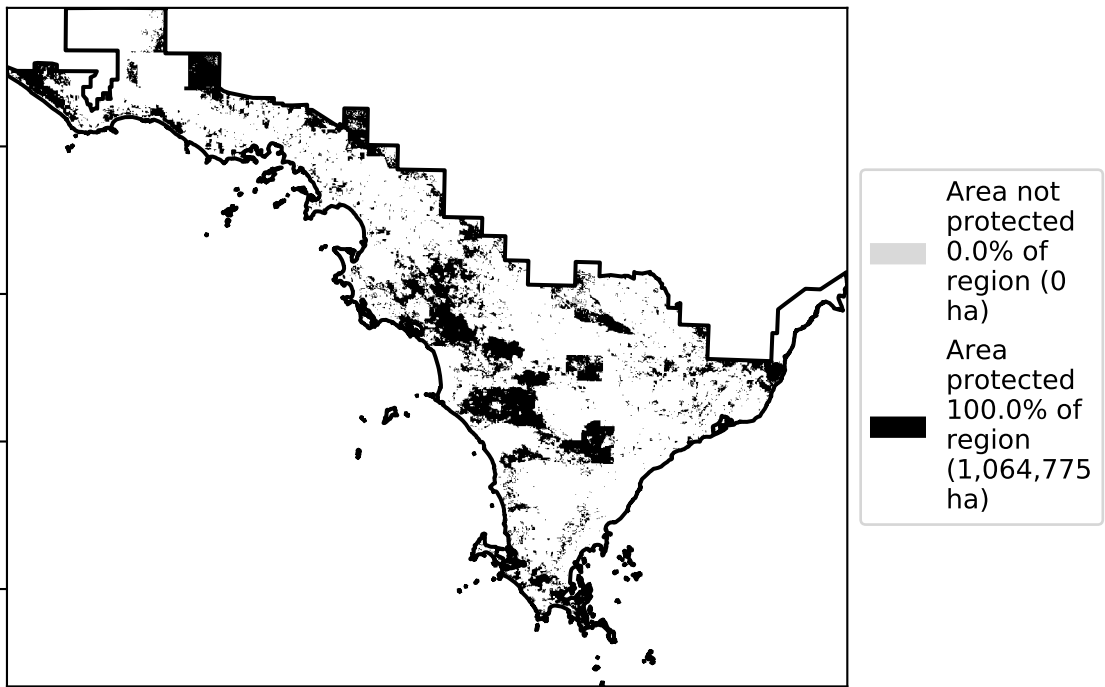 Area not
protected
0.0% of
region (0
ha)
Area
protected
100.0% of
region
(1,064,775
ha)